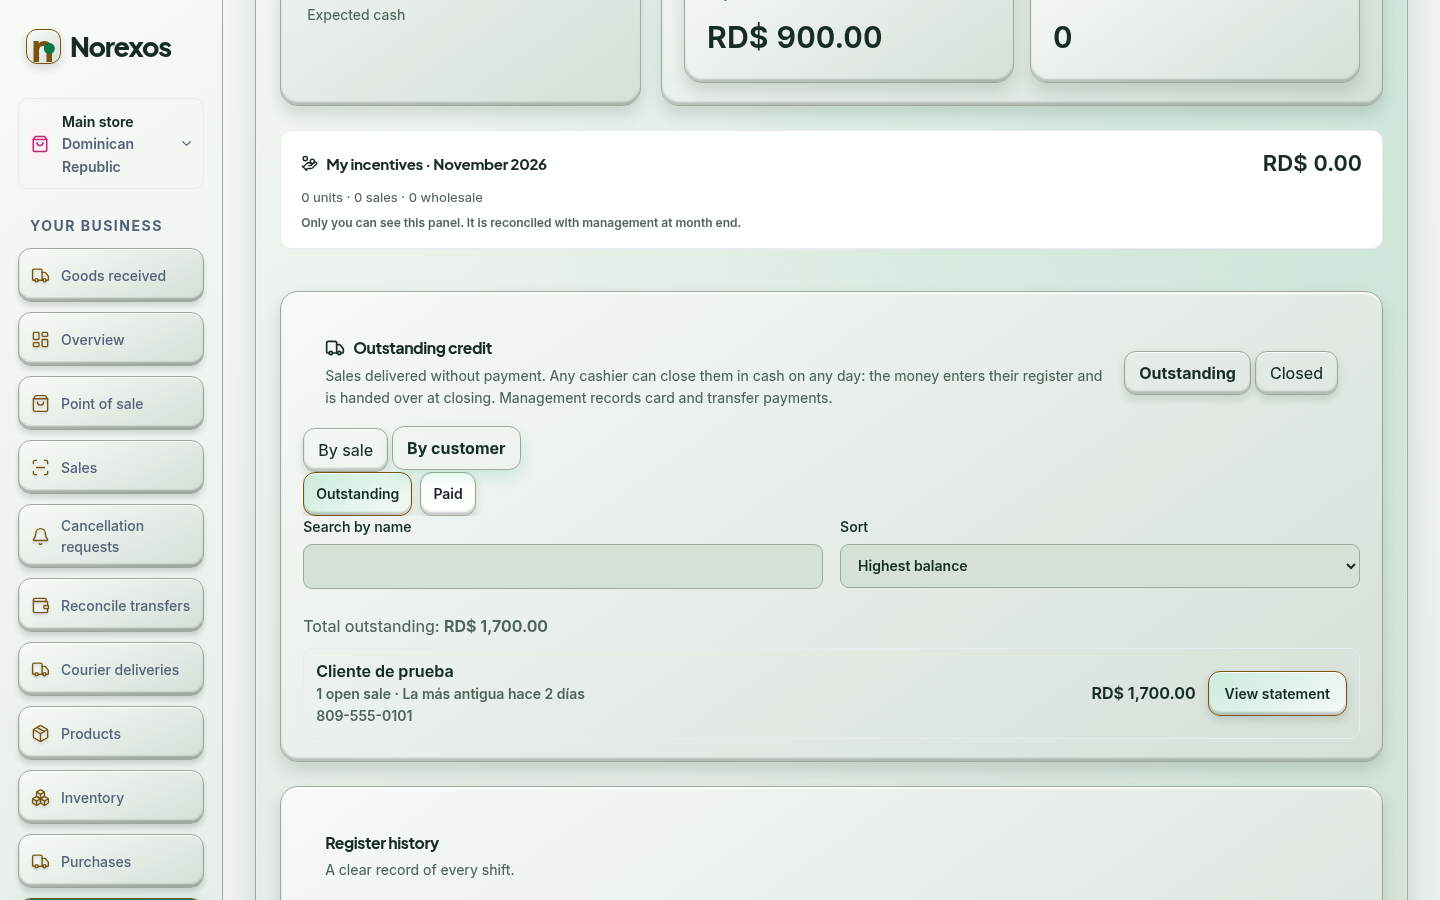 Norexos
Main store
Dominican
Republic
YOUR BUSINESS
Goods received
Overview
Point of sale
Sales
Cancellation
requests
Reconcile transfers
Courier deliveries
Products
Inventory
Purchases
Expected cash
RD$ 900.00
0
My incentives · November 2026
RD$ 0.00
0 units · 0 sales · 0 wholesale
Only you can see this panel. It is reconciled with management at month end.
Outstanding credit
Sales delivered without payment. Any cashier can close them in cash on any day: the money enters their register and
is handed over at closing. Management records card and transfer payments.
Outstanding
Closed
By sale
By customer
Outstanding
Paid
Search by name
Sort
Highest balance
Total outstanding: RD$ 1,700.00
Cliente de prueba
1 open sale · La más antigua hace 2 días
809-555-0101
RD$ 1,700.00
View statement
Register history
A clear record of every shift.